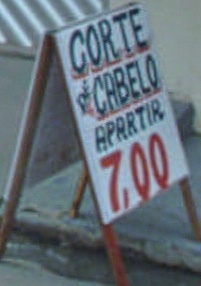 CORTE
de CABELO
APARTIR
7,00